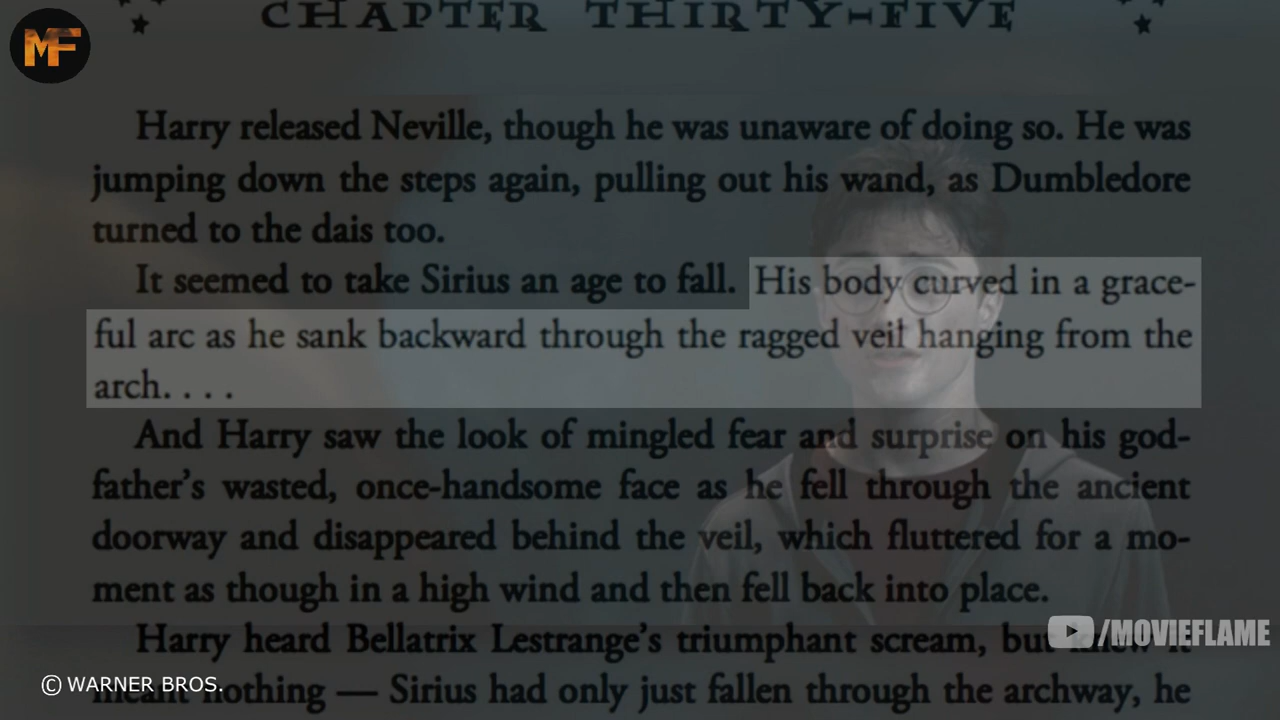 MF
CHAPTER THIRTY-FIVE
Harry released Neville, though he was unaware of doing so. He was
jumping down the steps again, pulling out his wand, as Dumbledore
turned to the dais too.
It seemed to take Sirius an age to fall. His body curved in a grace-
ful arc as he sank backward through the ragged veil hanging from the
arch. . . .
And Harry saw the look of mingled fear and surprise on his god-
father's wasted, once-handsome face as he fell through the ancient
doorway and disappeared behind the veil, which fluttered for a mo-
ment as though in a high wind and then fell back into place.
Harry heard Bellatrix Lestrange's triumphant scream, but knew it
/MOVIEFLAME
meant nothing — Sirius had only just fallen through the archway, he
© WARNER BROS.